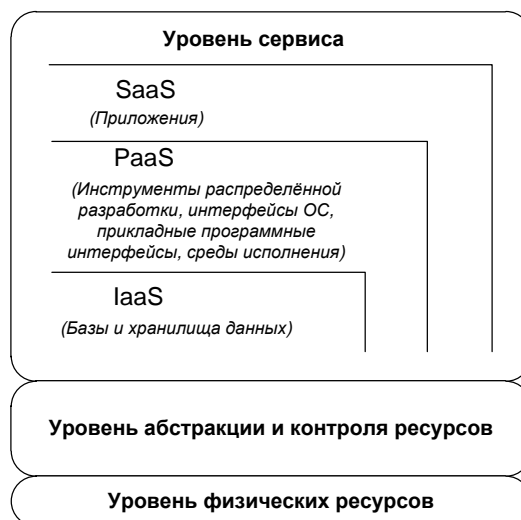 Уровень сервиса
SaaS
(Приложения)
PaaS
(Инструменты распределённой
разработки, интерфейсы ОС,
прикладные программные
интерфейсы, среды исполнения)
IaaS
(Базы и хранилища данных)
Уровень абстракции и контроля ресурсов
Уровень физических ресурсов